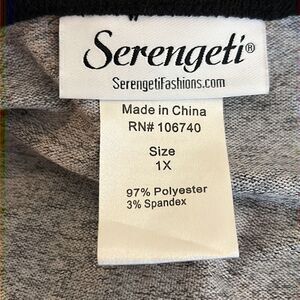 Serengeti®
SerengetiFashions.com
Made in China
RN# 106740
Size
1X
97% Polyester
3% Spandex